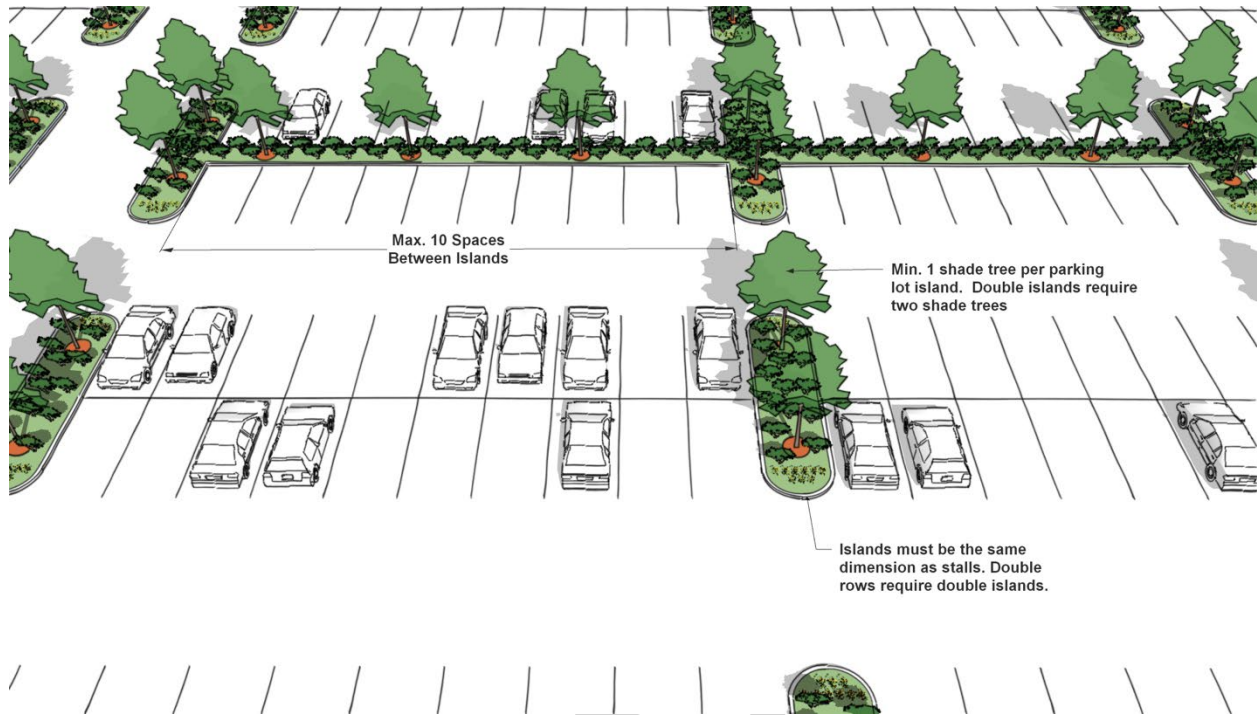 Max. 10 Spaces
Between Islands
Min. 1 shade tree per parking
lot island.  Double islands require
two shade trees
Islands must be the same
dimension as stalls. Double
rows require double islands.